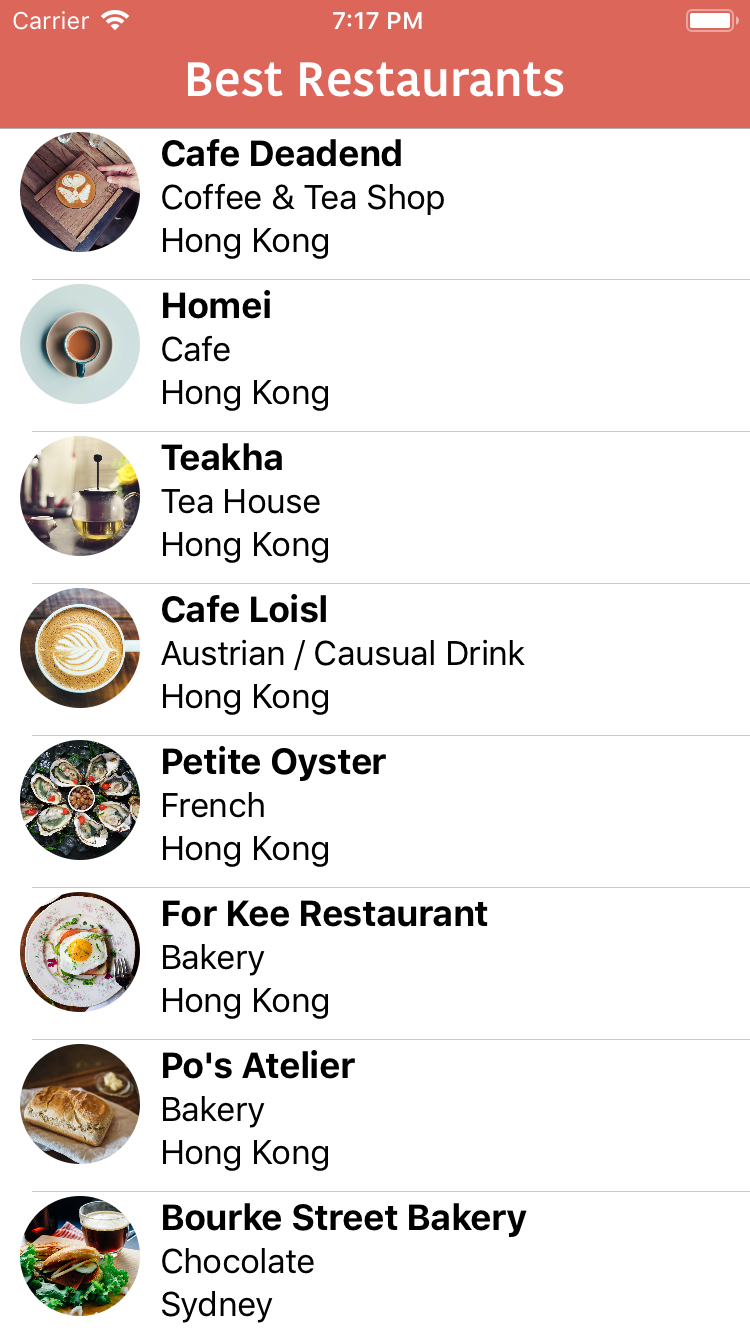 Carrier 7:17 PM
Best Restaurants
Cafe Deadend
Coffee & Tea Shop
Hong Kong
Homei
Cafe
Hong Kong
Teakha
Tea House
Hong Kong
Cafe Loisl
Austrian / Causual Drink
Hong Kong
Petite Oyster
French
Hong Kong
For Kee Restaurant
Bakery
Hong Kong
Po's Atelier
Bakery
Hong Kong
Bourke Street Bakery
Chocolate
Sydney